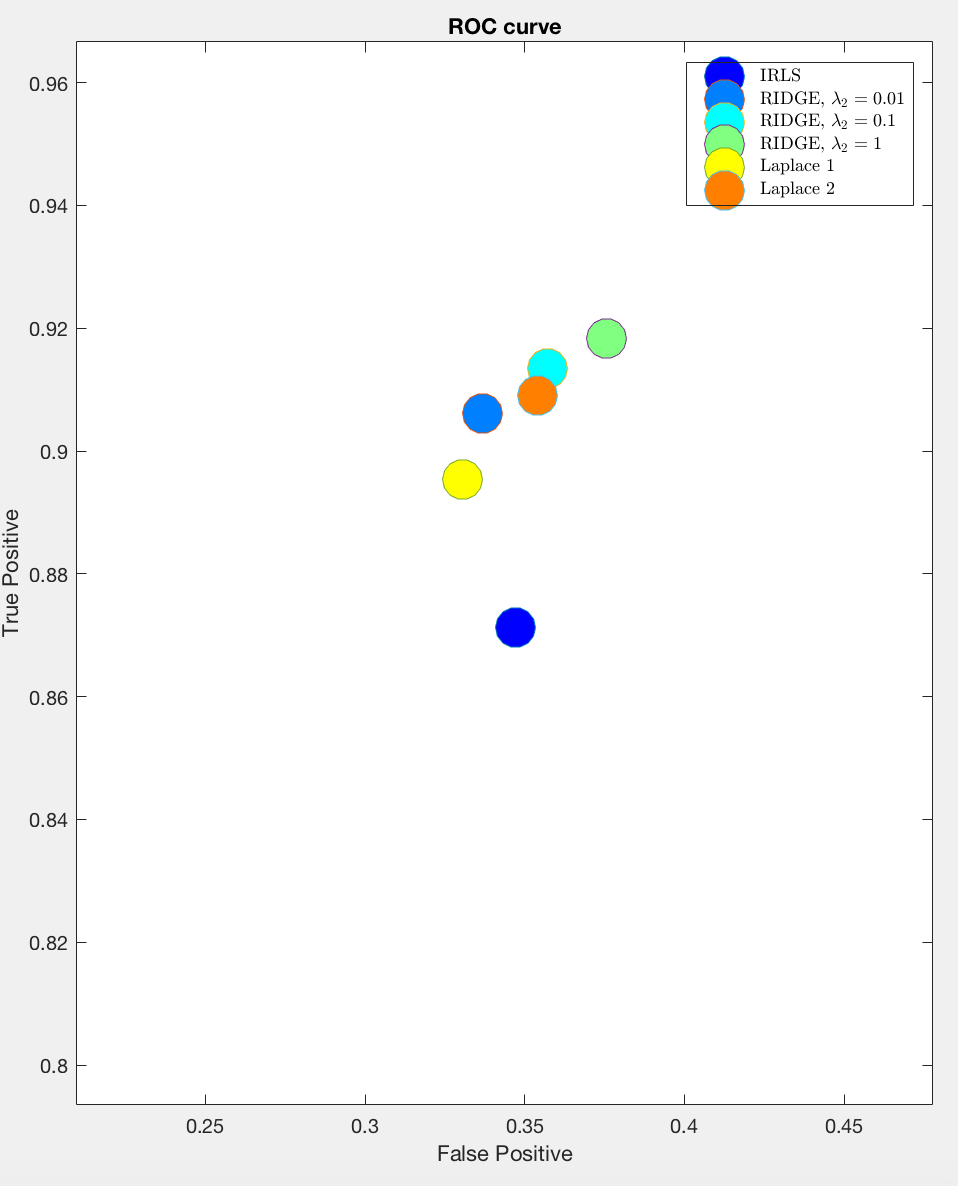 ROC curve
IRLS
RIDGE, λ₂ = 0.01
RIDGE, λ₂ = 0.1
RIDGE, λ₂ = 1
Laplace 1
Laplace 2
0.96
0.94
0.92
0.9
0.88
0.86
0.84
0.82
0.8
True Positive
0.25 0.3 0.35 0.4 0.45
False Positive